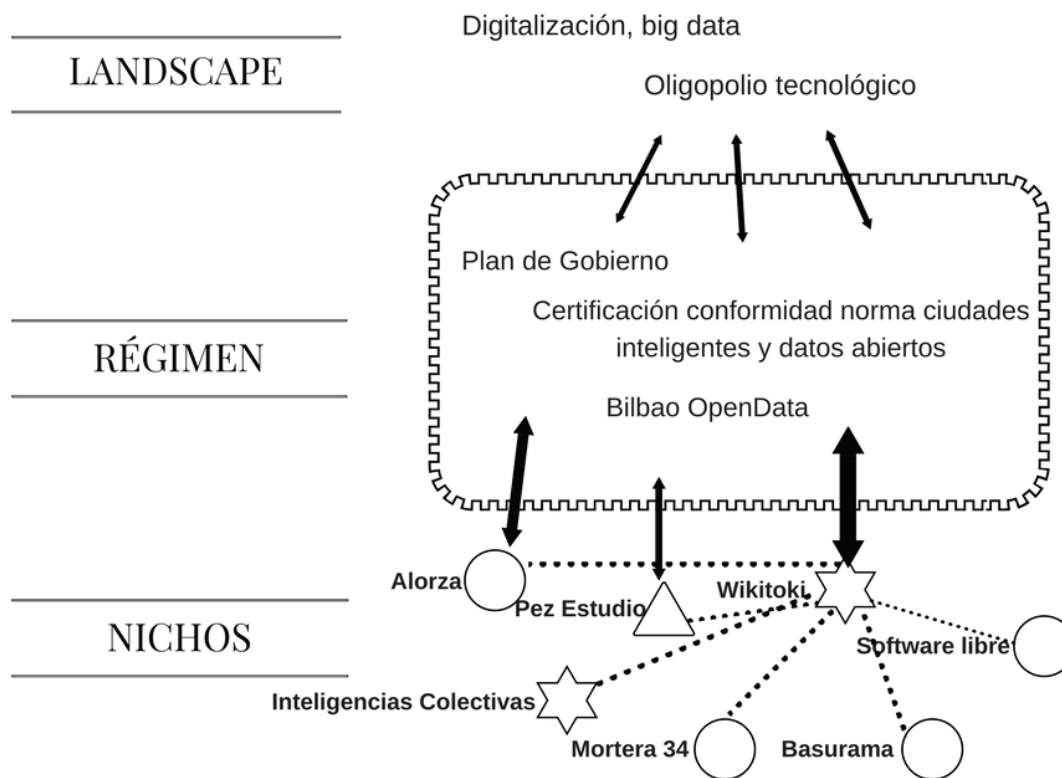 Digitalización, big data
LANDSCAPE
Oligopolio tecnológico
Plan de Gobierno
Certificación conformidad norma ciudades
inteligentes y datos abiertos
RÉGIMEN
Bilbao OpenData
Alorza
Pez Estudio
Wikitoki
NICHOS
Software libre
Inteligencias Colectivas
Mortera 34
Basurama